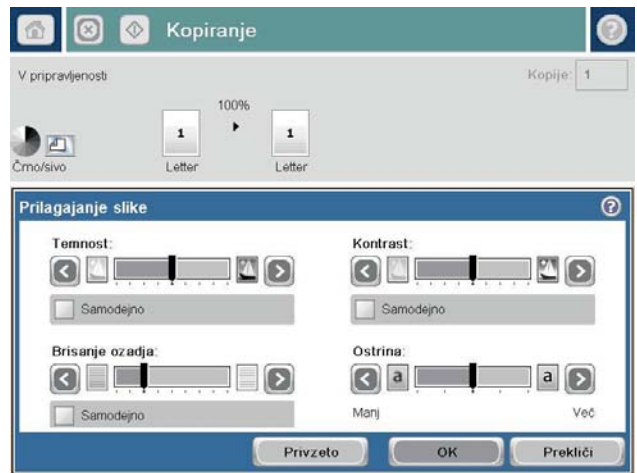 Kopiranje
V pripravljenosti
Kopije: 1
100%
1 1
Črno/sivo Letter Letter
Prilagajanje slike
Temnost: Kontrast:
Samodejno Samodejno
Brisanje ozadja: Ostrina:
a a
Samodejno Manj Več
Privzeto OK Prekliči